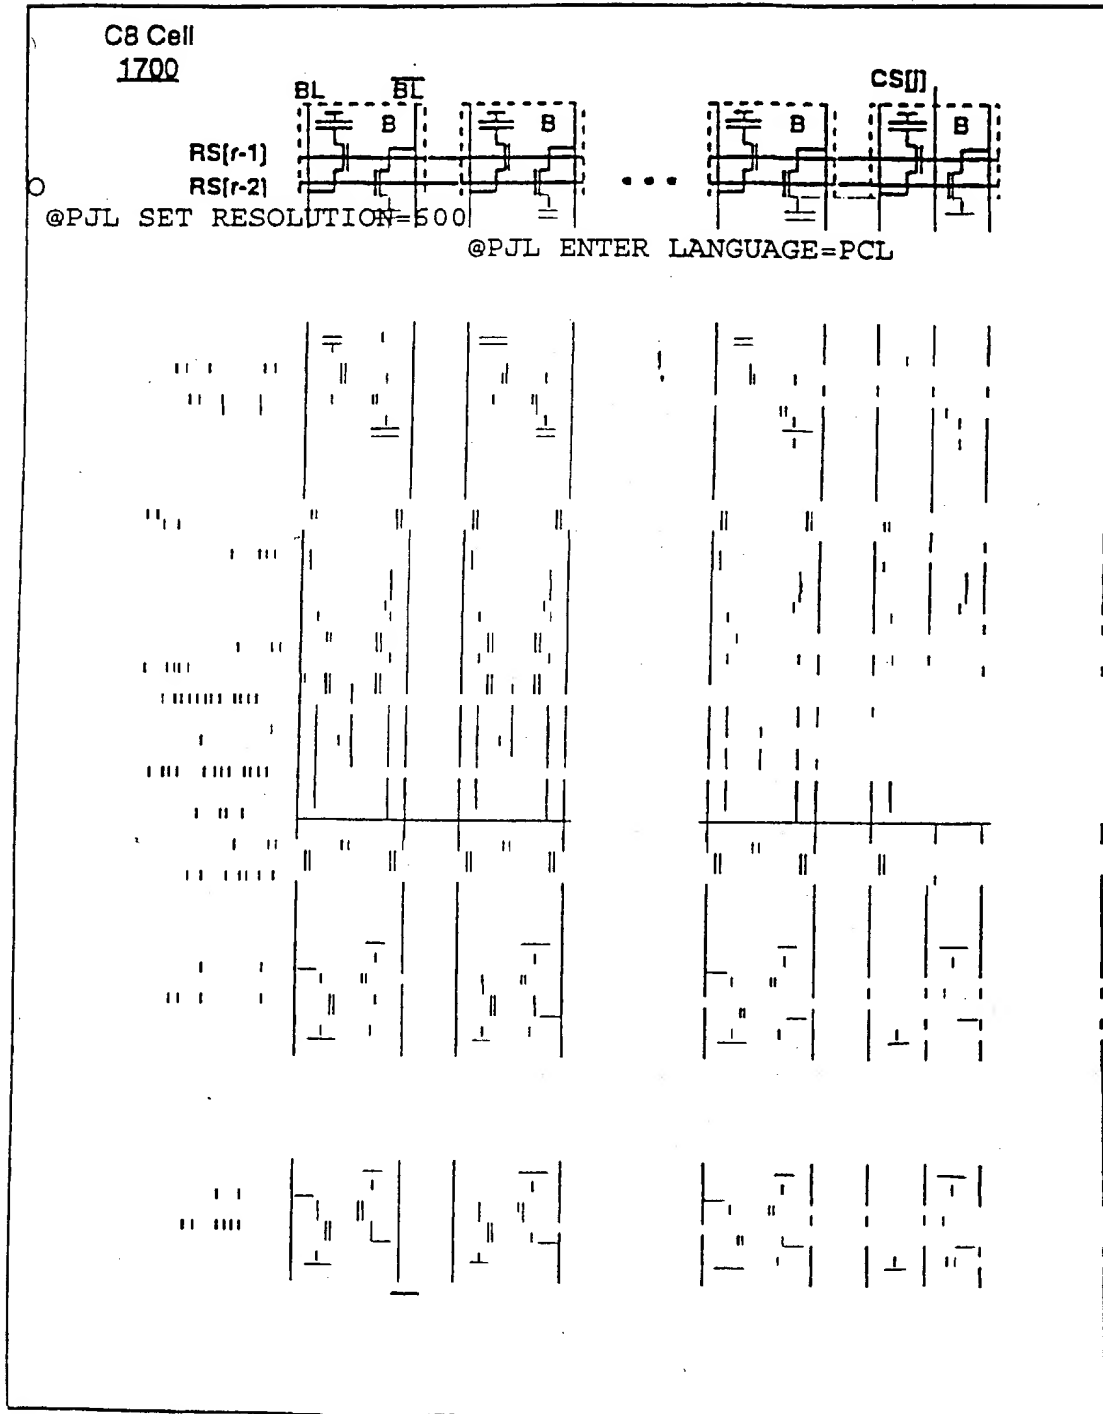 C8 Cell
1700
BL BL CS[j]
B B B B
RS[r-1]
RS[r-2]
@PJL SET RESOLUTION=600
@PJL ENTER LANGUAGE=PCL